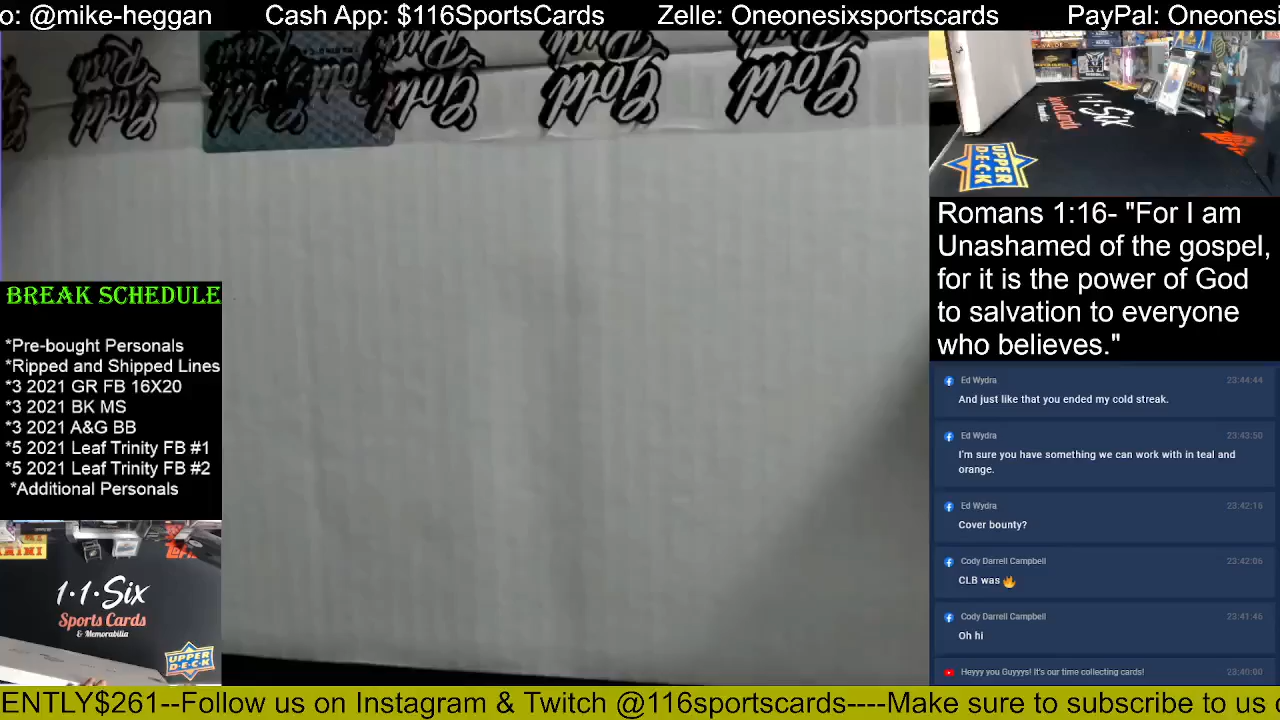 o: @mike-heggan Cash App: $116SportsCards Zelle: Oneonesixsportscards PayPal: Oneonesi
Rush Rush Rush
Gold Gold Gold Gold
UPPER
D·E·C·K
Romans 1:16- "For I am
Unashamed of the gospel,
for it is the power of God
to salvation to everyone
who believes."
BREAK SCHEDULE
*Pre-bought Personals
*Ripped and Shipped Lines
*3 2021 GR FB 16X20
*3 2021 BK MS
*3 2021 A&G BB
*5 2021 Leaf Trinity FB #1
*5 2021 Leaf Trinity FB #2
*Additional Personals
Ed Wydra 23:44:44
And just like that you ended my cold streak.
Ed Wydra 23:43:50
I'm sure you have something we can work with in teal and
orange.
Ed Wydra 23:42:16
Cover bounty?
Cody Darrell Campbell 23:42:06
CLB was 🔥
Cody Darrell Campbell 23:41:46
Oh hi
Heyyy you Guyyys! It's our time collecting cards! 23:40:00
1·1·Six
Sports Cards
& Memorabilia
UPPER
DECK
ENTLY$261--Follow us on Instagram & Twitch @116sportscards----Make sure to subscribe to us